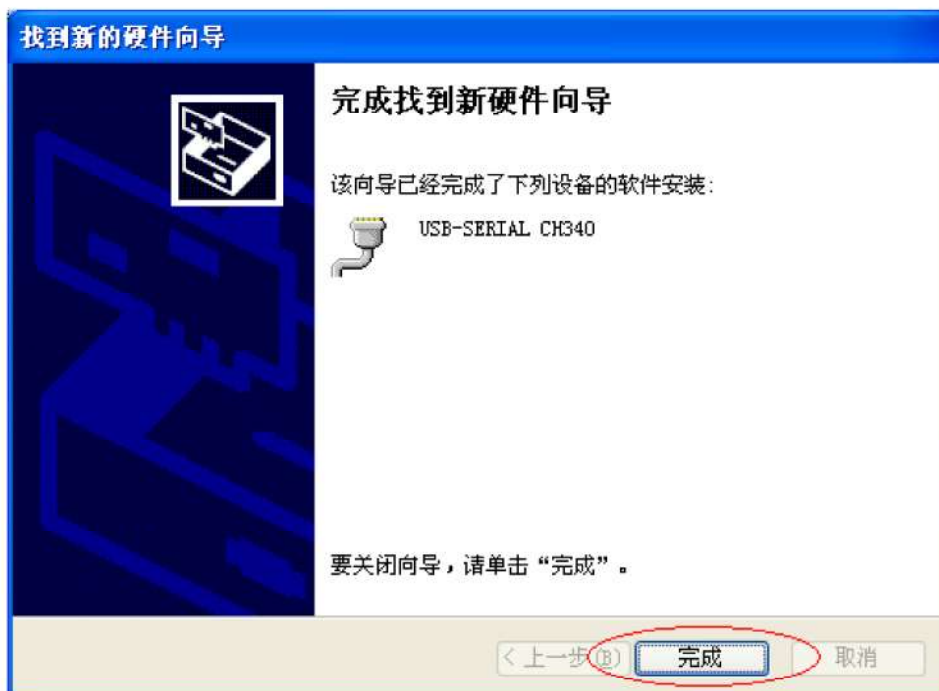 找到新的硬件向导
完成找到新硬件向导
该向导已经完成了下列设备的软件安装:
USB-SERIAL CH340
要关闭向导，请单击“完成”。
< 上一步(B)
完成
取消